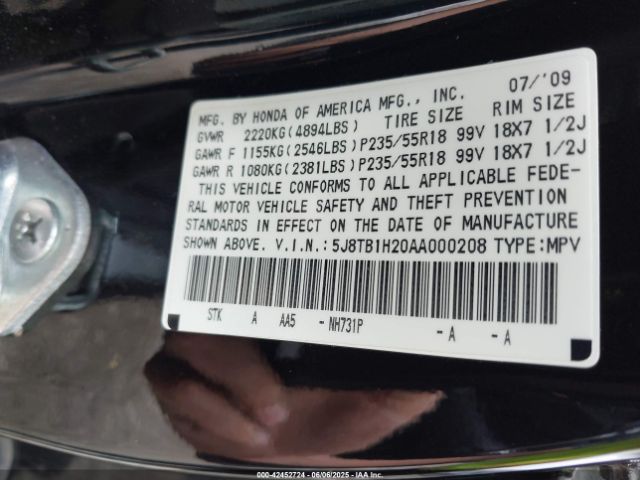 MFG. BY HONDA OF AMERICA MFG., INC. 07/'09
GVWR 2220KG(4894LBS) TIRE SIZE RIM SIZE
GAWR F 1155KG(2546LBS)P235/55R18 99V 18X7 1/2J
GAWR R 1080KG(2381LBS)P235/55R18 99V 18X7 1/2J
THIS VEHICLE CONFORMS TO ALL APPLICABLE FEDE-
RAL MOTOR VEHICLE SAFETY AND THEFT PREVENTION
STANDARDS IN EFFECT ON THE DATE OF MANUFACTURE
SHOWN ABOVE. V.I.N.:5J8TB1H20AA000208 TYPE:MPV
STK A AA5 -NH731P -A -A
000-42452724 | 06/06/2025 - IAA Inc.